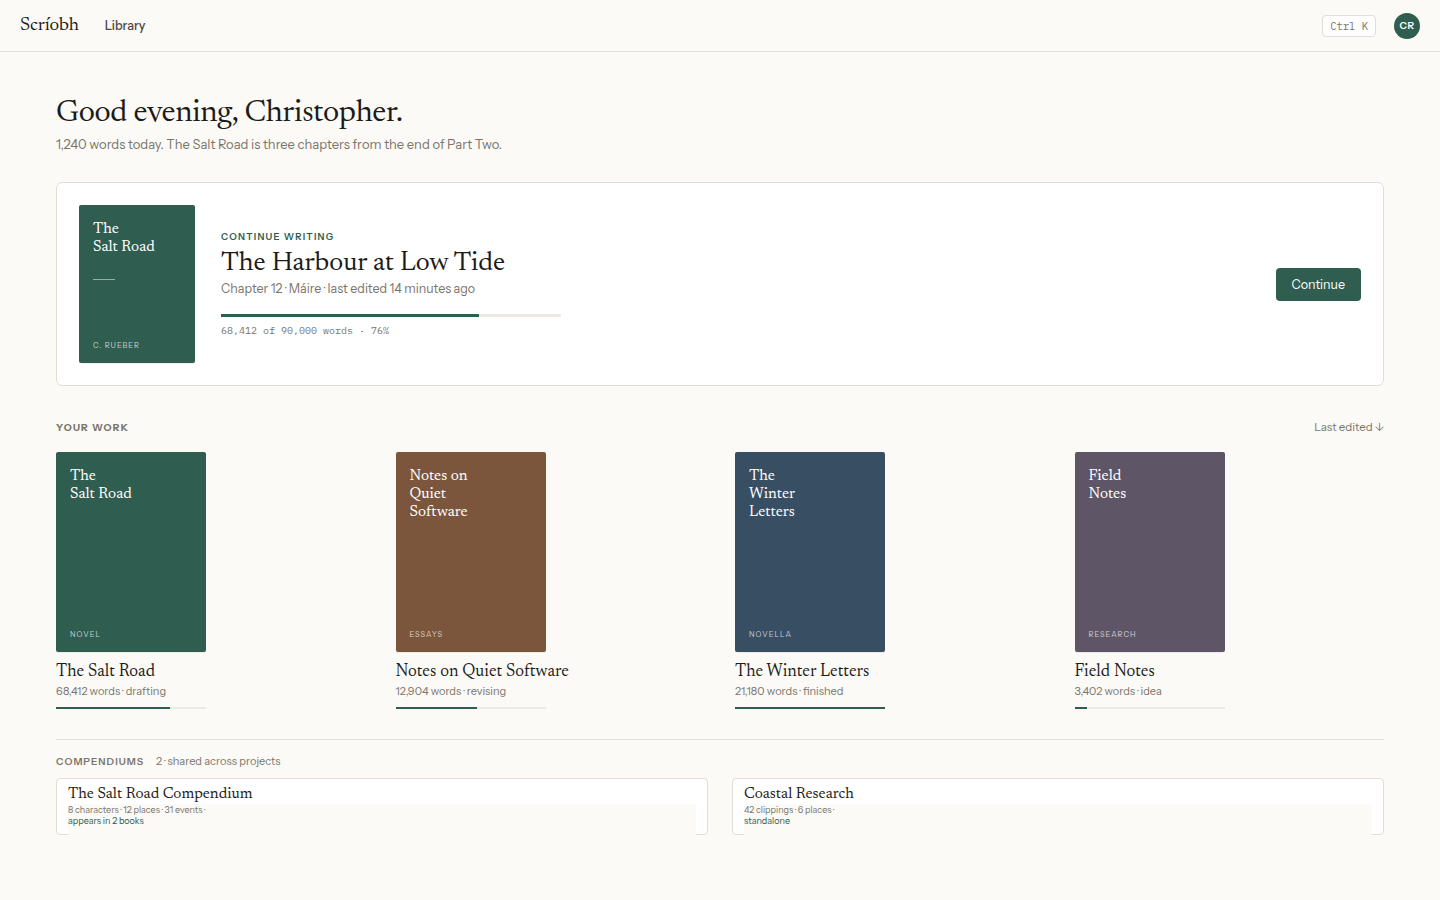 Scríobh Library Ctrl K CR
Good evening, Christopher.
1,240 words today. The Salt Road is three chapters from the end of Part Two.
The
Salt Road
C. RUEBER
CONTINUE WRITING
The Harbour at Low Tide
Chapter 12 · Máire · last edited 14 minutes ago
68,412 of 90,000 words · 76%
Continue
YOUR WORK
Last edited ↓
The
Salt Road
NOVEL
The Salt Road
68,412 words · drafting
Notes on
Quiet
Software
ESSAYS
Notes on Quiet Software
12,904 words · revising
The
Winter
Letters
NOVELLA
The Winter Letters
21,180 words · finished
Field
Notes
RESEARCH
Field Notes
3,402 words · idea
COMPENDIUMS 2 · shared across projects
The Salt Road Compendium
8 characters · 12 places · 31 events ·
appears in 2 books
Coastal Research
42 clippings · 6 places ·
standalone